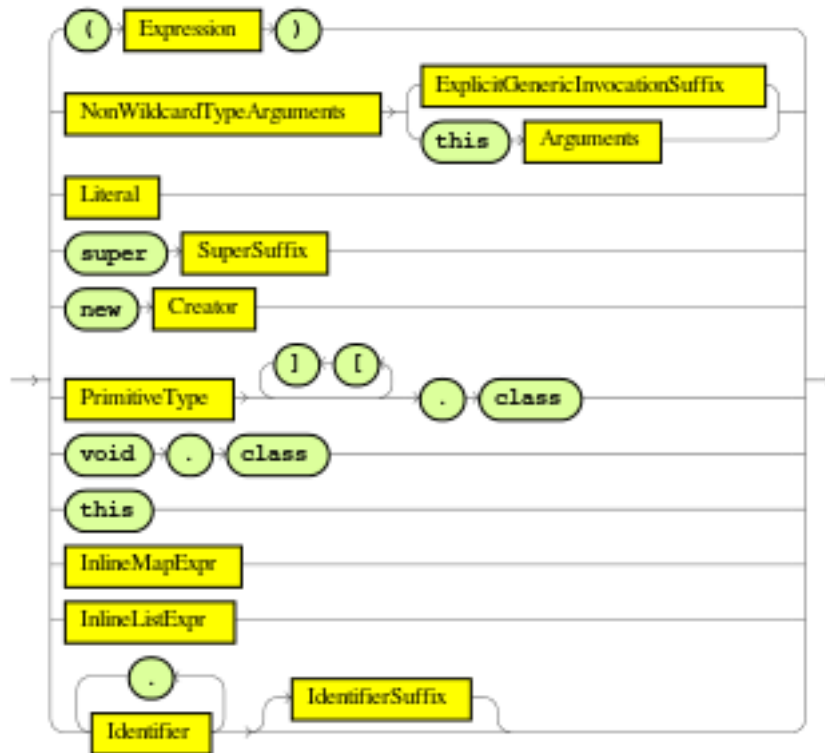 ( Expression )
ExplicitGenericInvocationSuffix
NonWildcardTypeArguments
this Arguments
Literal
super SuperSuffix
new Creator
] [
PrimitiveType . class
void . class
this
InlineMapExpr
InlineListExpr
.
IdentifierSuffix
Identifier